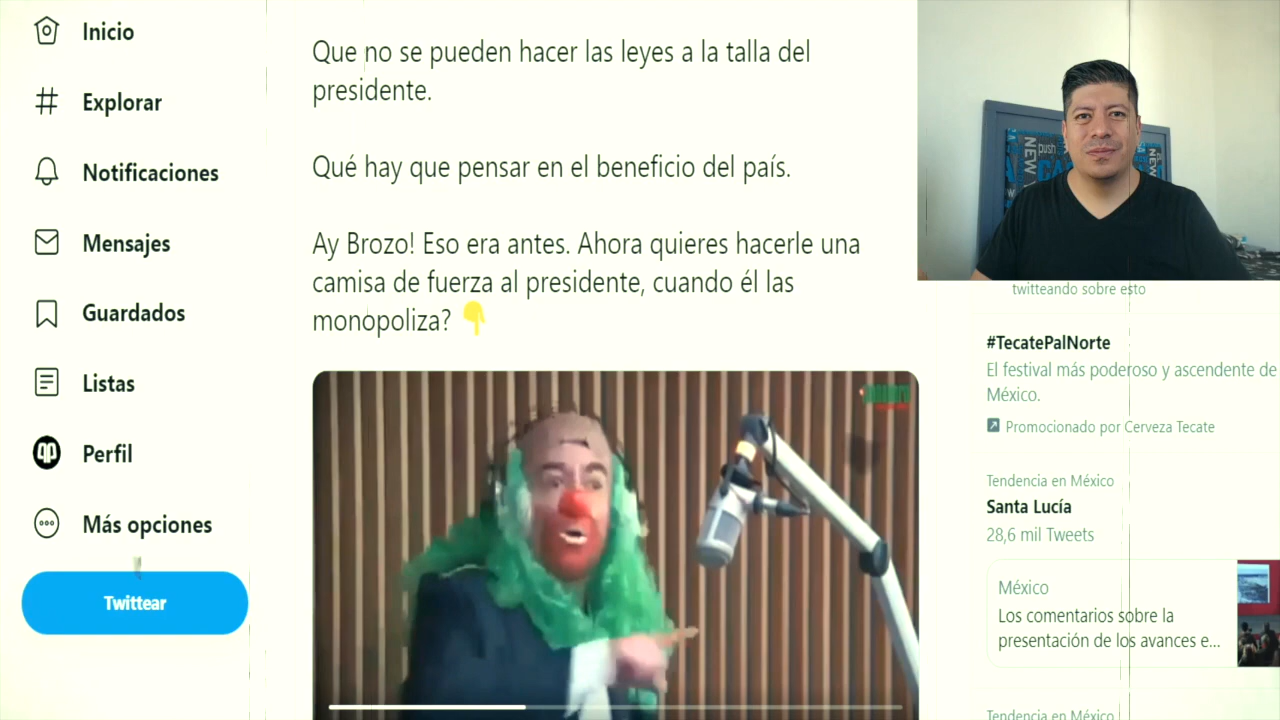 Inicio
Explorar
Notificaciones
Mensajes
Guardados
Listas
Perfil
Más opciones
Twittear
Que no se pueden hacer las leyes a la talla del
presidente.
Qué hay que pensar en el beneficio del país.
Ay Brozo! Eso era antes. Ahora quieres hacerle una
camisa de fuerza al presidente, cuando él las
monopoliza? 👇
push
NEW
twitteando sobre esto
#TecatePalNorte
El festival más poderoso y ascendente de
México.
Promocionado por Cerveza Tecate
Tendencia en México
Santa Lucía
28,6 mil Tweets
México
Los comentarios sobre la
presentación de los avances e...
Tendencia en México